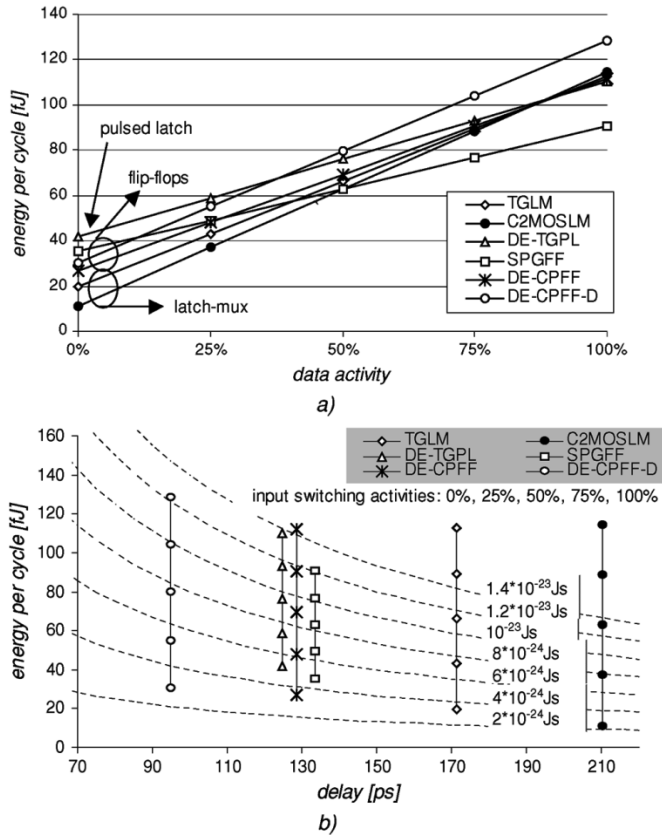 140
120
100
80
60
40
20
0
energy per cycle [fJ]
pulsed latch
flip-flops
latch-mux
TGLM
C2MOSLM
DE-TGPL
SPGFF
DE-CPFF
DE-CPFF-D
0% 25% 50% 75% 100%
data activity
a)
160
140
120
100
80
60
40
20
0
energy per cycle [fJ]
TGLM C2MOSLM
DE-TGPL SPGFF
DE-CPFF DE-CPFF-D
input switching activities: 0%, 25%, 50%, 75%, 100%
1.4*10⁻²³Js
1.2*10⁻²³Js
10⁻²³Js
8*10⁻²⁴Js
6*10⁻²⁴Js
4*10⁻²⁴Js
2*10⁻²⁴Js
70 90 110 130 150 170 190 210
delay [ps]
b)